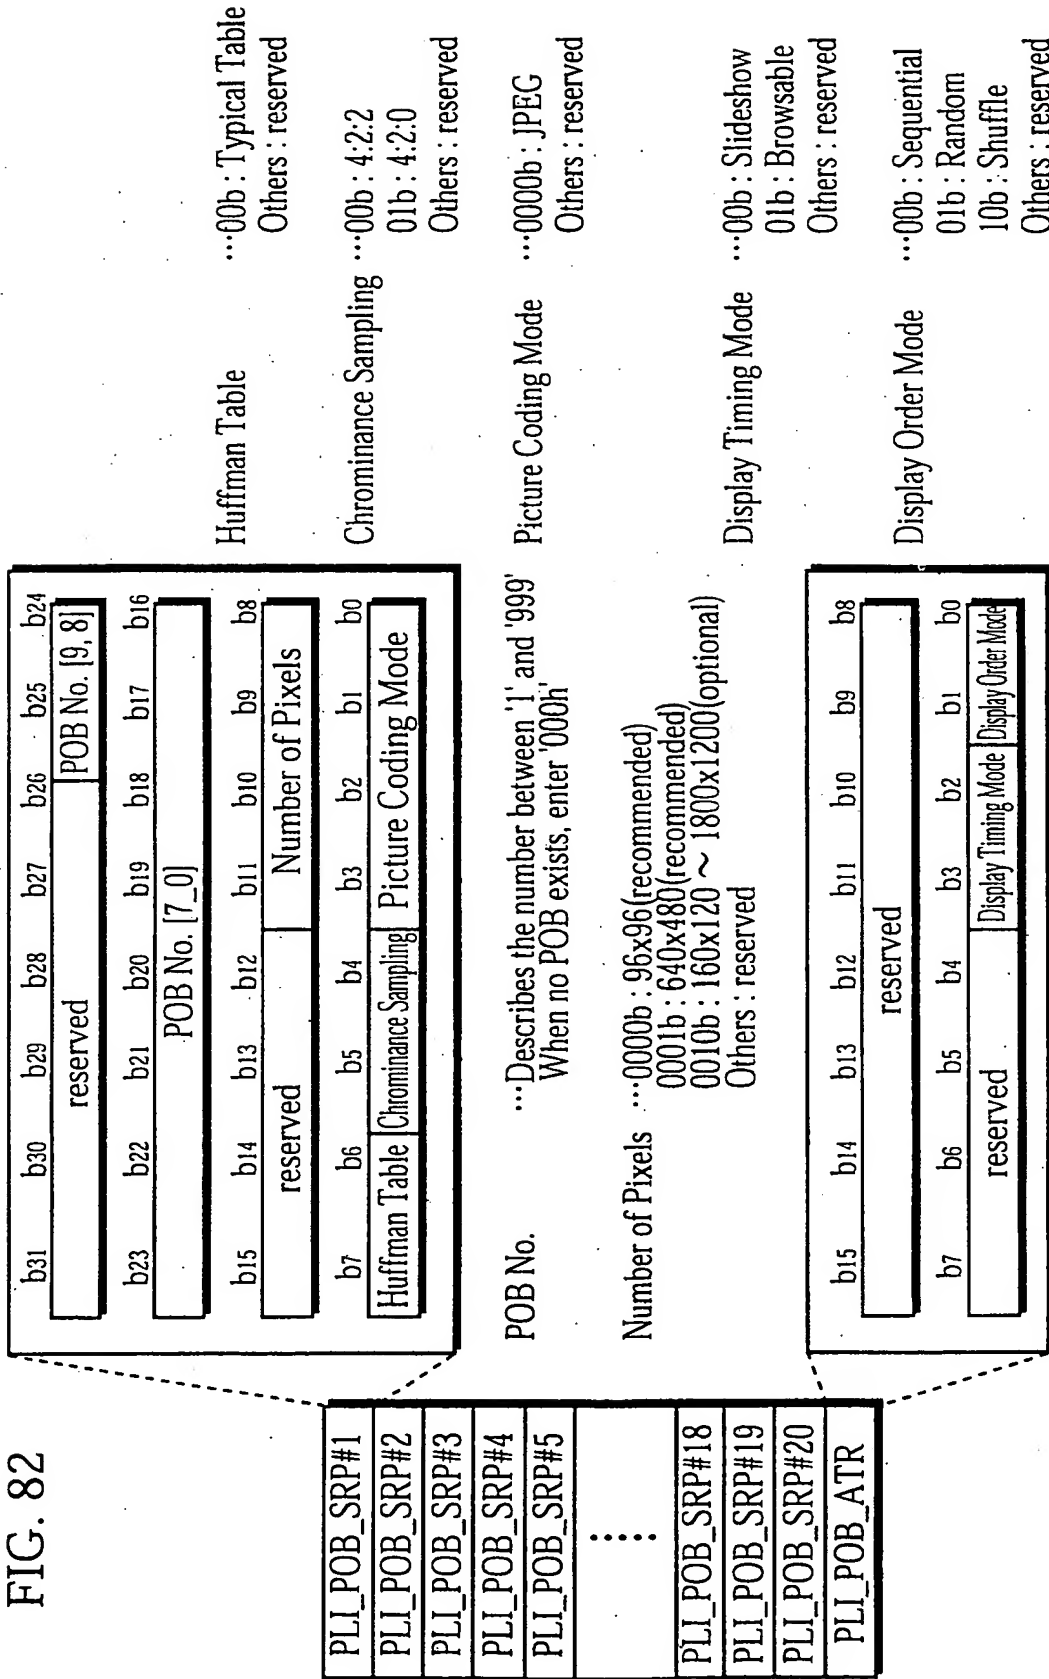 FIG. 82
PLI_POB_SRP#1
PLI_POB_SRP#2
PLI_POB_SRP#3
PLI_POB_SRP#4
PLI_POB_SRP#5
......
PLI_POB_SRP#18
PLI_POB_SRP#19
PLI_POB_SRP#20
PLI_POB_ATR
b31 b30 b29 b28 b27 b26 b25 b24
reserved POB No. [9, 8]
b23 b22 b21 b20 b19 b18 b17 b16
POB No. [7_0]
b15 b14 b13 b12 b11 b10 b9 b8
reserved Number of Pixels
b7 b6 b5 b4 b3 b2 b1 b0
Huffman Table Chrominance Sampling Picture Coding Mode
POB No. ...Describes the number between '1' and '999'
When no POB exists, enter '000h'
Number of Pixels ...0000b : 96x96(recommended)
0001b : 640x480(recommended)
0010b : 160x120 ~ 1800x1200(optional)
Others : reserved
b15 b14 b13 b12 b11 b10 b9 b8
reserved
b7 b6 b5 b4 b3 b2 b1 b0
reserved Display Timing Mode Display Order Mode
Huffman Table ...00b : Typical Table
Others : reserved
Chrominance Sampling ...00b : 4:2:2
01b : 4:2:0
Others : reserved
Picture Coding Mode ...0000b : JPEG
Others : reserved
Display Timing Mode ...00b : Slideshow
01b : Browsable
Others : reserved
Display Order Mode ...00b : Sequential
01b : Random
10b : Shuffle
Others : reserved